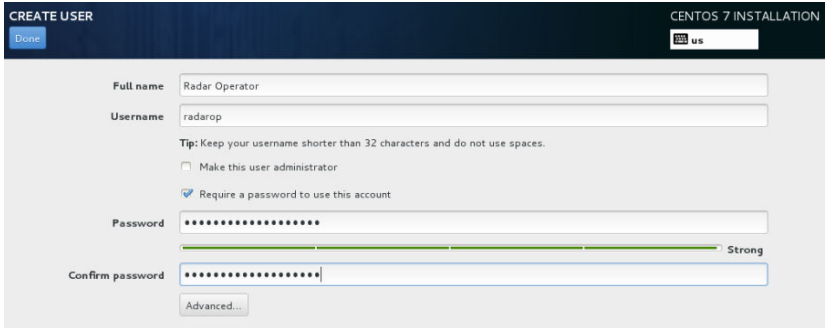 CREATE USER
CENTOS 7 INSTALLATION
Done
us
Full name
Radar Operator
Username
radarop
Tip: Keep your username shorter than 32 characters and do not use spaces.
Make this user administrator
Require a password to use this account
Password
•••••••••••••••••••
Strong
Confirm password
•••••••••••••••••••
Advanced...